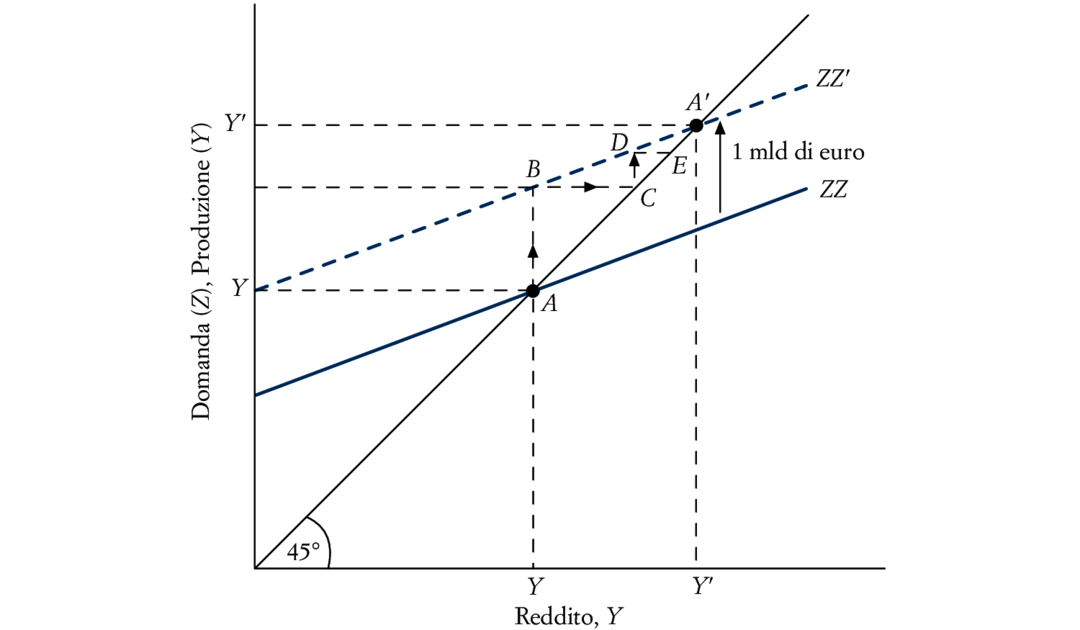 ZZ'
A'
Y'
D
1 mld di euro
B
E
C
ZZ
Y
A
Domanda (Z), Produzione (Y)
45°
Y
Y'
Reddito, Y